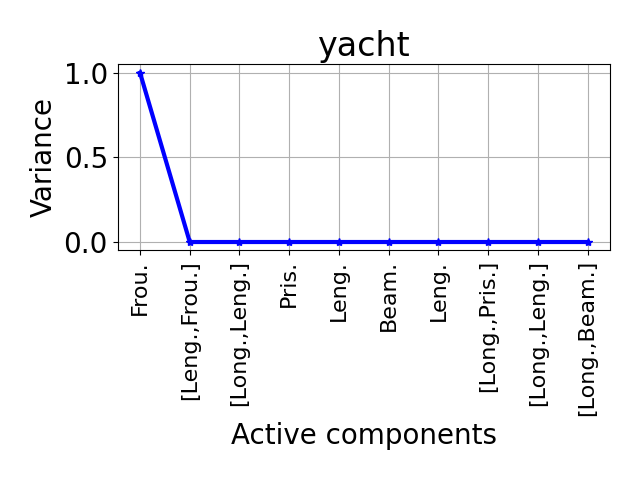 yacht
Variance
1.0
0.5
0.0
Frou.
[Leng.,Frou.]
[Long.,Leng.]
Pris.
Leng.
Beam.
Leng.
[Long.,Pris.]
[Long.,Leng.]
[Long.,Beam.]
Active components